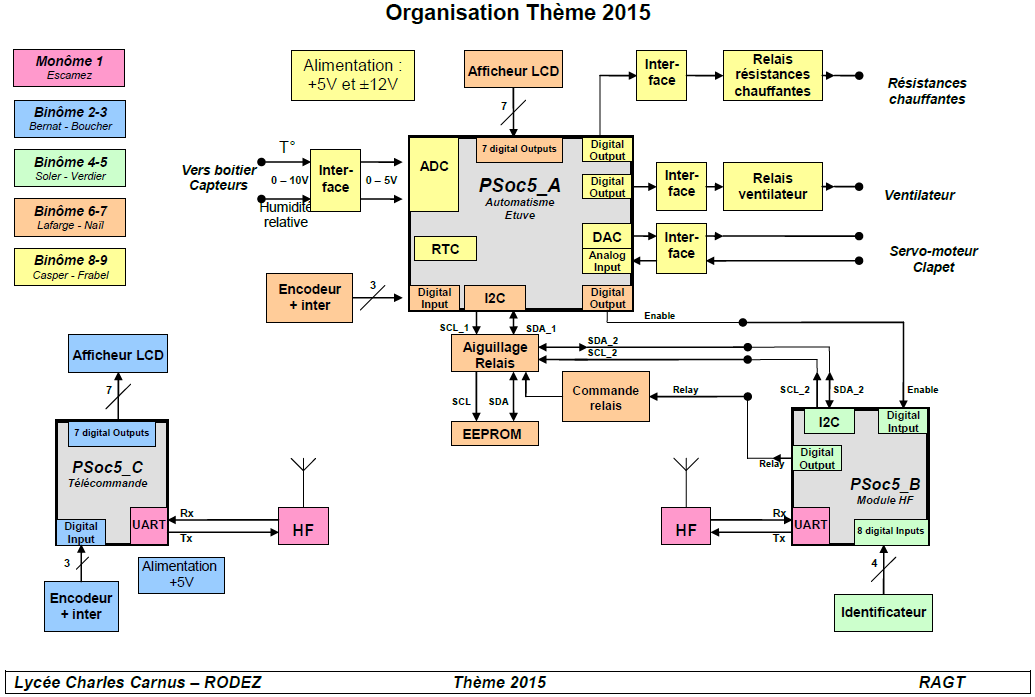 Organisation Thème 2015
Monôme 1
Escamez
Binôme 2-3
Bernat - Boucher
Binôme 4-5
Soler - Verdier
Binôme 6-7
Lafarge - Naïl
Binôme 8-9
Casper - Frabel
Alimentation :
+5V et ±12V
Afficheur LCD
7
Inter-
face
Relais
résistances
chauffantes
Résistances
chauffantes
Vers boitier
Capteurs
T°
0 – 10V
Humidité
relative
Inter-
face
0 – 5V
ADC
7 digital Outputs
Digital
Output
PSoc5_A
Automatisme
Etuve
Digital
Output
RTC
DAC
Analog
Input
Digital
Input
I2C
Digital
Output
Inter-
face
Relais
ventilateur
Ventilateur
Inter-
face
Servo-moteur
Clapet
Encodeur
+ inter
3
SCL_1
SDA_1
Enable
Aiguillage
Relais
SDA_2
SCL_2
SCL
SDA
Commande
relais
Relay
EEPROM
SCL_2
SDA_2
Enable
Afficheur LCD
7
7 digital Outputs
PSoc5_C
Télécommande
Digital
Input
UART
Rx
Tx
HF
3
Encodeur
+ inter
Alimentation
+5V
I2C
Digital
Intput
Digital
Output
Relay
PSoc5_B
Module HF
HF
Rx
Tx
UART
8 digital Inputs
4
Identificateur
Lycée Charles Carnus – RODEZ
Thème 2015
RAGT